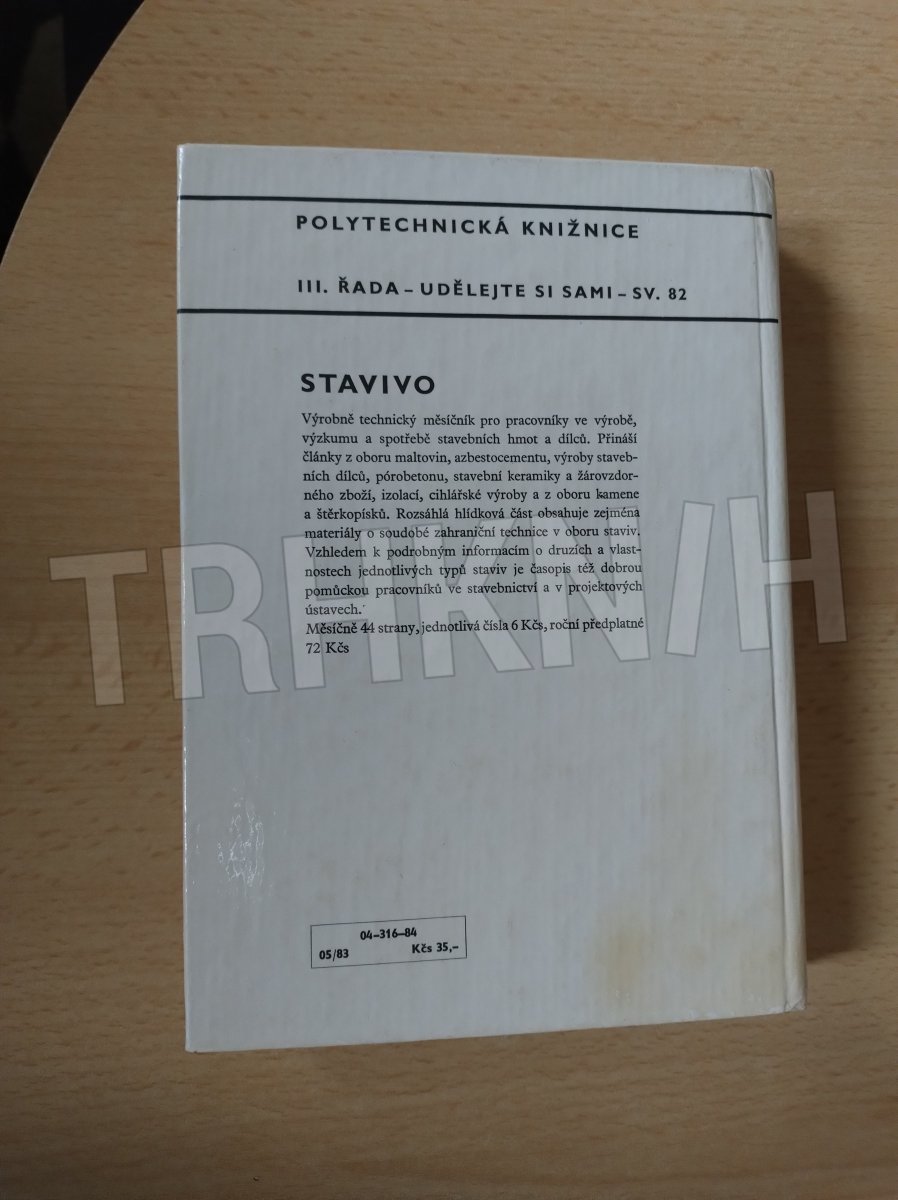 POLYTECHNICKÁ KNIŽNICE
III. ŘADA – UDĚLEJTE SI SAMI – SV. 82
STAVIVO
Výrobně technický měsíčník pro pracovníky ve výrobě,
výzkumu a spotřebě stavebních hmot a dílců. Přináší
články z oboru maltovin, azbestocementu, výroby staveb-
ních dílců, pórobetonu, stavební keramiky a žárovzdor-
ného zboží, izolací, cihlářské výroby a z oboru kamene
a štěrkopísků. Rozsáhlá hlídková část obsahuje zejména
materiály o soudobé zahraniční technice v oboru staviv.
Vzhledem k podrobným informacím o druzích a vlast-
nostech jednotlivých typů staviv je časopis též dobrou
pomůckou pracovníků ve stavebnictví a v projektových
ústavech.
Měsíčně 44 strany, jednotlivá čísla 6 Kčs, roční předplatné
72 Kčs
TRHKNIH
04–316–84
05/83 Kčs 35,–